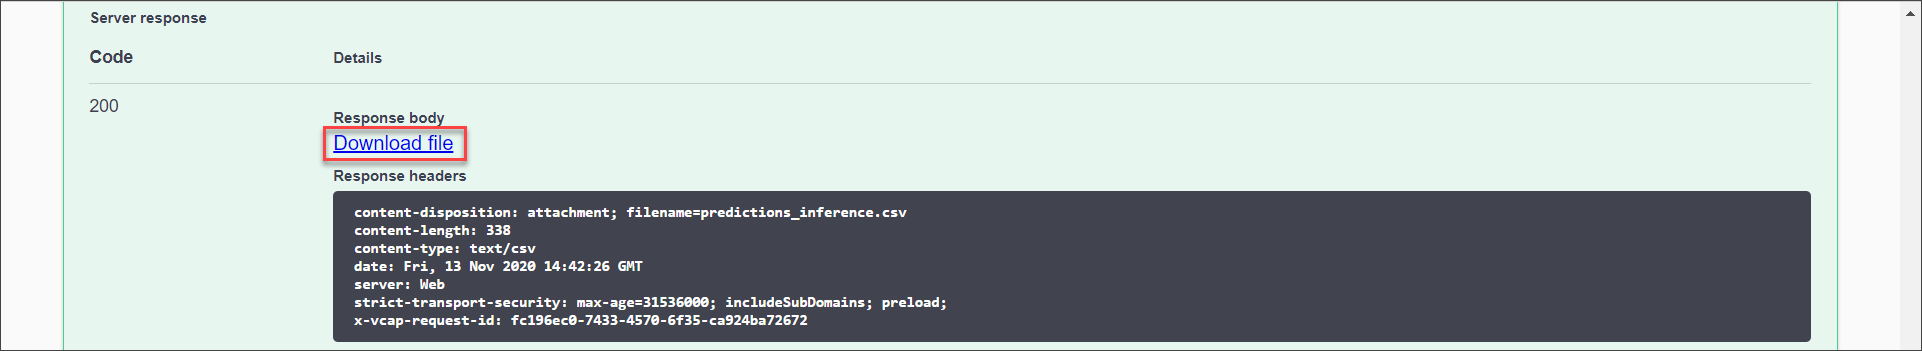 Server response
Code Details
200
Response body
Download file
Response headers
content-disposition: attachment; filename=predictions_inference.csv
content-length: 338
content-type: text/csv
date: Fri, 13 Nov 2020 14:42:26 GMT
server: Web
strict-transport-security: max-age=31536000; includeSubDomains; preload;
x-vcap-request-id: fc196ec0-7433-4570-6f35-ca924ba72672